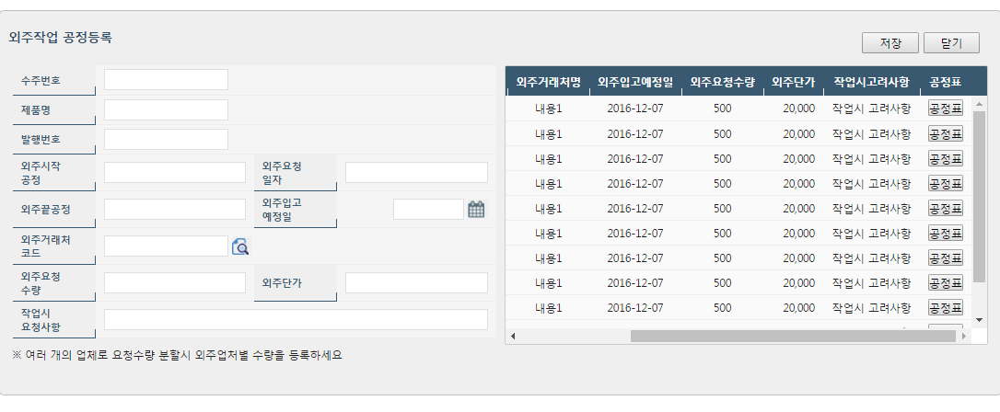 외주작업 공정등록
저장 닫기
수주번호
제품명
발행번호
외주시작
공정
외주요청
일자
외주끝공정
외주입고
예정일
외주거래처
코드
외주요청
수량
외주단가
작업시
요청사항
※ 여러 개의 업체로 요청수량 분할시 외주업처별 수량을 등록하세요
외주거래처명 외주입고예정일 외주요청수량 외주단가 작업시고려사항 공정표
내용1 2016-12-07 500 20,000 작업시 고려사항 공정표
내용1 2016-12-07 500 20,000 작업시 고려사항 공정표
내용1 2016-12-07 500 20,000 작업시 고려사항 공정표
내용1 2016-12-07 500 20,000 작업시 고려사항 공정표
내용1 2016-12-07 500 20,000 작업시 고려사항 공정표
내용1 2016-12-07 500 20,000 작업시 고려사항 공정표
내용1 2016-12-07 500 20,000 작업시 고려사항 공정표
내용1 2016-12-07 500 20,000 작업시 고려사항 공정표
내용1 2016-12-07 500 20,000 작업시 고려사항 공정표